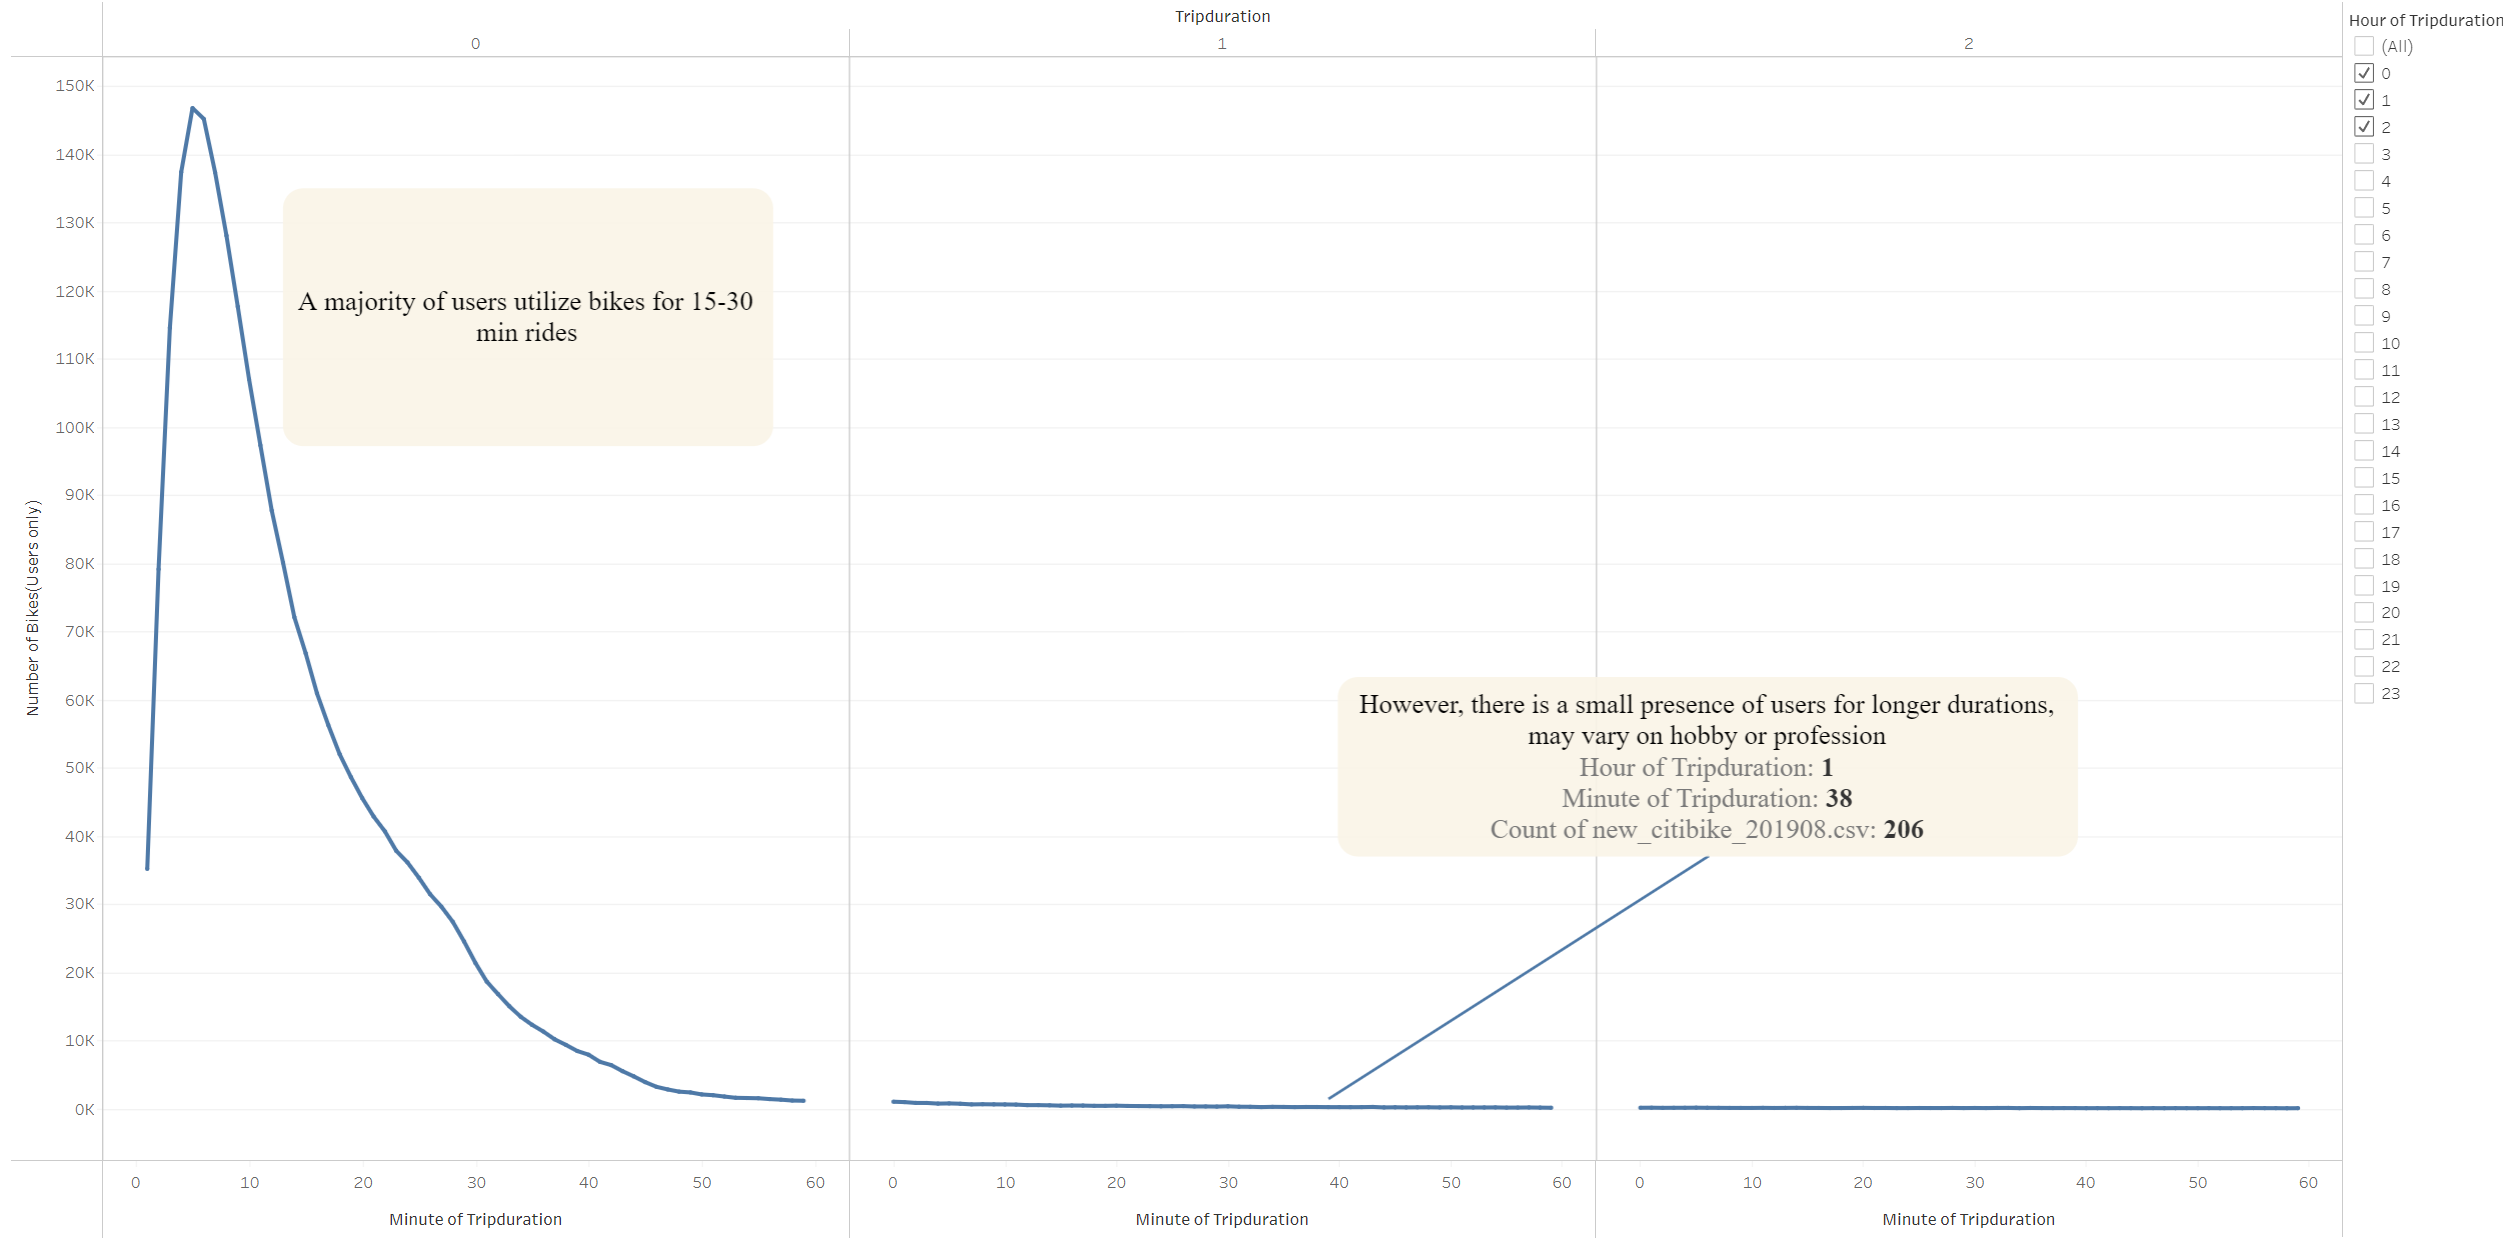 Tripduration
0
1
2
Hour of Tripduration
(All)
0
1
2
3
4
5
6
7
8
9
10
11
12
13
14
15
16
17
18
19
20
21
22
23
Number of Bikes(Users only)
150K
140K
130K
120K
110K
100K
90K
80K
70K
60K
50K
40K
30K
20K
10K
0K
A majority of users utilize bikes for 15-30
min rides
However, there is a small presence of users for longer durations,
may vary on hobby or profession
Hour of Tripduration: 1
Minute of Tripduration: 38
Count of new_citibike_201908.csv: 206
0 10 20 30 40 50 60
0 10 20 30 40 50 60
0 10 20 30 40 50 60
Minute of Tripduration
Minute of Tripduration
Minute of Tripduration